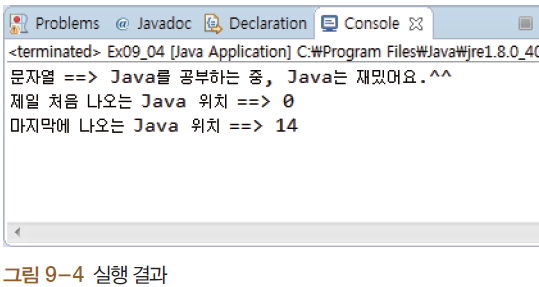 Problems @ Javadoc Declaration Console
<terminated> Ex09_04 [Java Application] C:₩Program Files₩Java₩jre1.8.0_40
문자열 ==> Java를 공부하는 중, Java는 재밌어요.^^
제일 처음 나오는 Java 위치 ==> 0
마지막에 나오는 Java 위치 ==> 14
그림 9-4 실행 결과